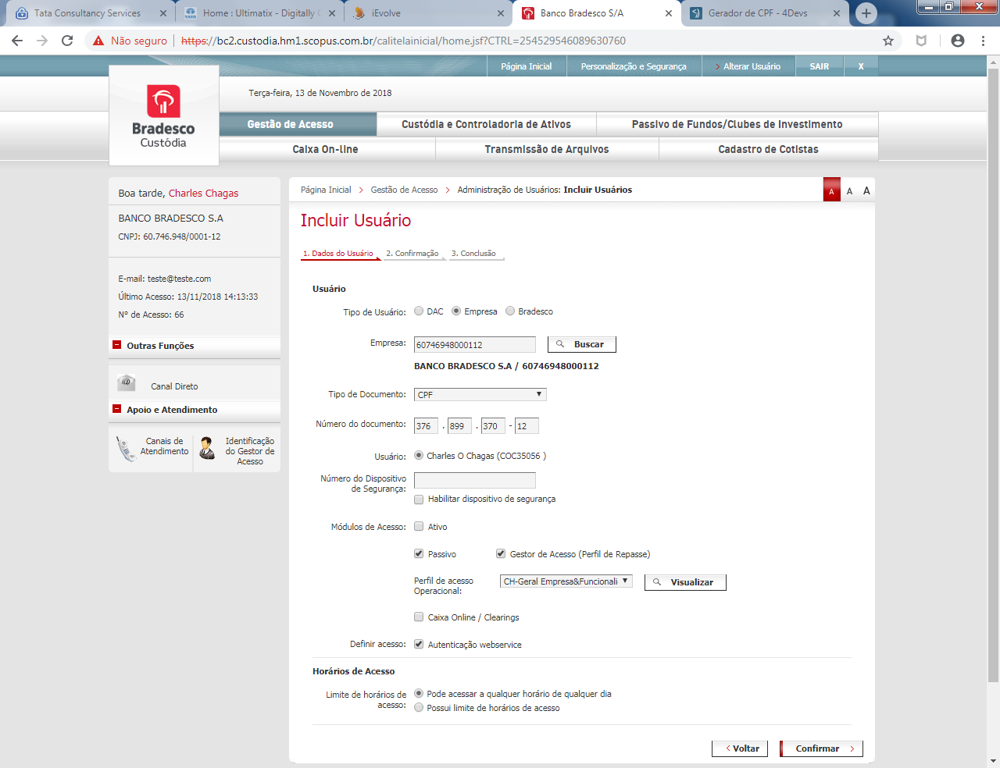 Tata Consultancy Services
Home : Ultimatix - Digitally C
iEvolve
Banco Bradesco S/A
Gerador de CPF - 4Devs
Não seguro
https://bc2.custodia.hm1.scopus.com.br/calitelainicial/home.jsf?CTRL=254529546089630760
Página Inicial
Personalização e Segurança
Alterar Usuário
SAIR
X
Terça-feira, 13 de Novembro de 2018
Bradesco
Custódia
Gestão de Acesso
Custódia e Controladoria de Ativos
Passivo de Fundos/Clubes de Investimento
Caixa On-line
Transmissão de Arquivos
Cadastro de Cotistas
Boa tarde, Charles Chagas
BANCO BRADESCO S.A
CNPJ: 60.746.948/0001-12
E-mail: teste@teste.com
Último Acesso: 13/11/2018 14:13:33
Nº de Acesso: 66
Outras Funções
Canal Direto
Apoio e Atendimento
Canais de
Atendimento
Identificação
do Gestor de
Acesso
Página Inicial > Gestão de Acesso > Administração de Usuários: Incluir Usuários
A A A
Incluir Usuário
1. Dados do Usuário
2. Confirmação
3. Conclusão
Usuário
Tipo de Usuário: DAC Empresa Bradesco
Empresa: 60746948000112 Buscar
BANCO BRADESCO S.A / 60746948000112
Tipo de Documento: CPF
Número do documento: 376 . 899 . 370 - 12
Usuário: Charles O Chagas (COC35056 )
Número do Dispositivo
de Segurança:
Habilitar dispositivo de segurança
Módulos de Acesso: Ativo
Passivo Gestor de Acesso (Perfil de Repasse)
Perfil de acesso
Operacional:
CH-Geral Empresa&Funcionali
Visualizar
Caixa Online / Clearings
Definir acesso: Autenticação webservice
Horários de Acesso
Limite de horários de
acesso:
Pode acessar a qualquer horário de qualquer dia
Possui limite de horários de acesso
< Voltar
Confirmar >